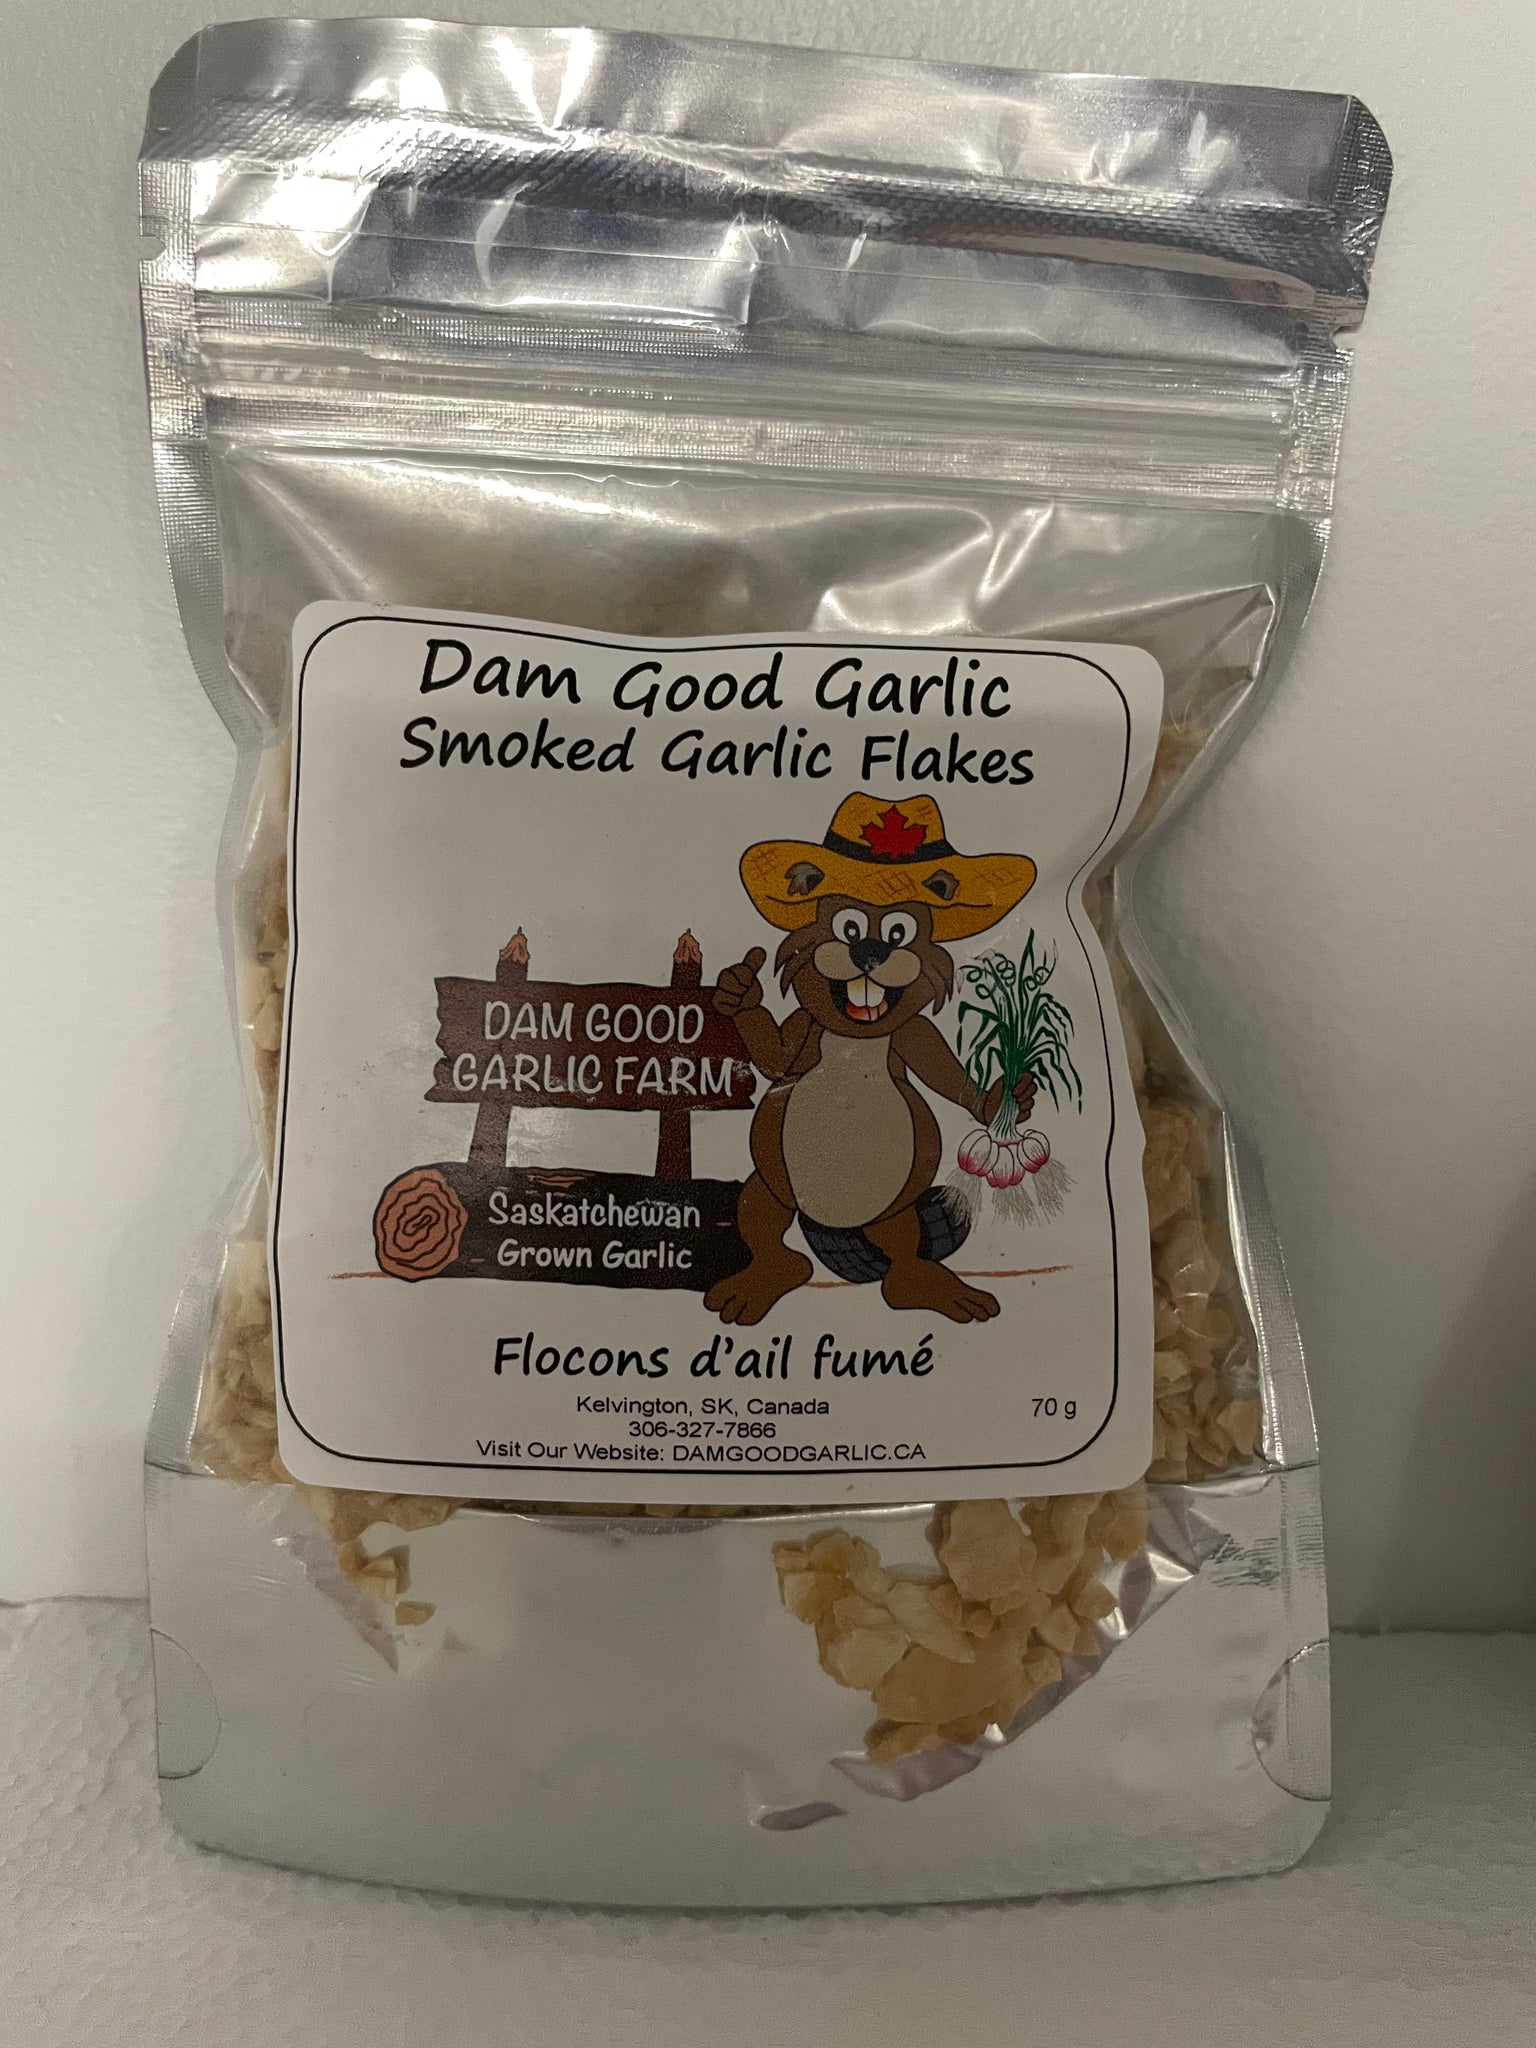 Dam Good Garlic
Smoked Garlic Flakes
DAM GOOD
GARLIC FARM
Saskatchewan
Grown Garlic
Flocons d'ail fumé
Kelvington, SK, Canada
70 g
306-327-7866
Visit Our Website: DAMGOODGARLIC.CA